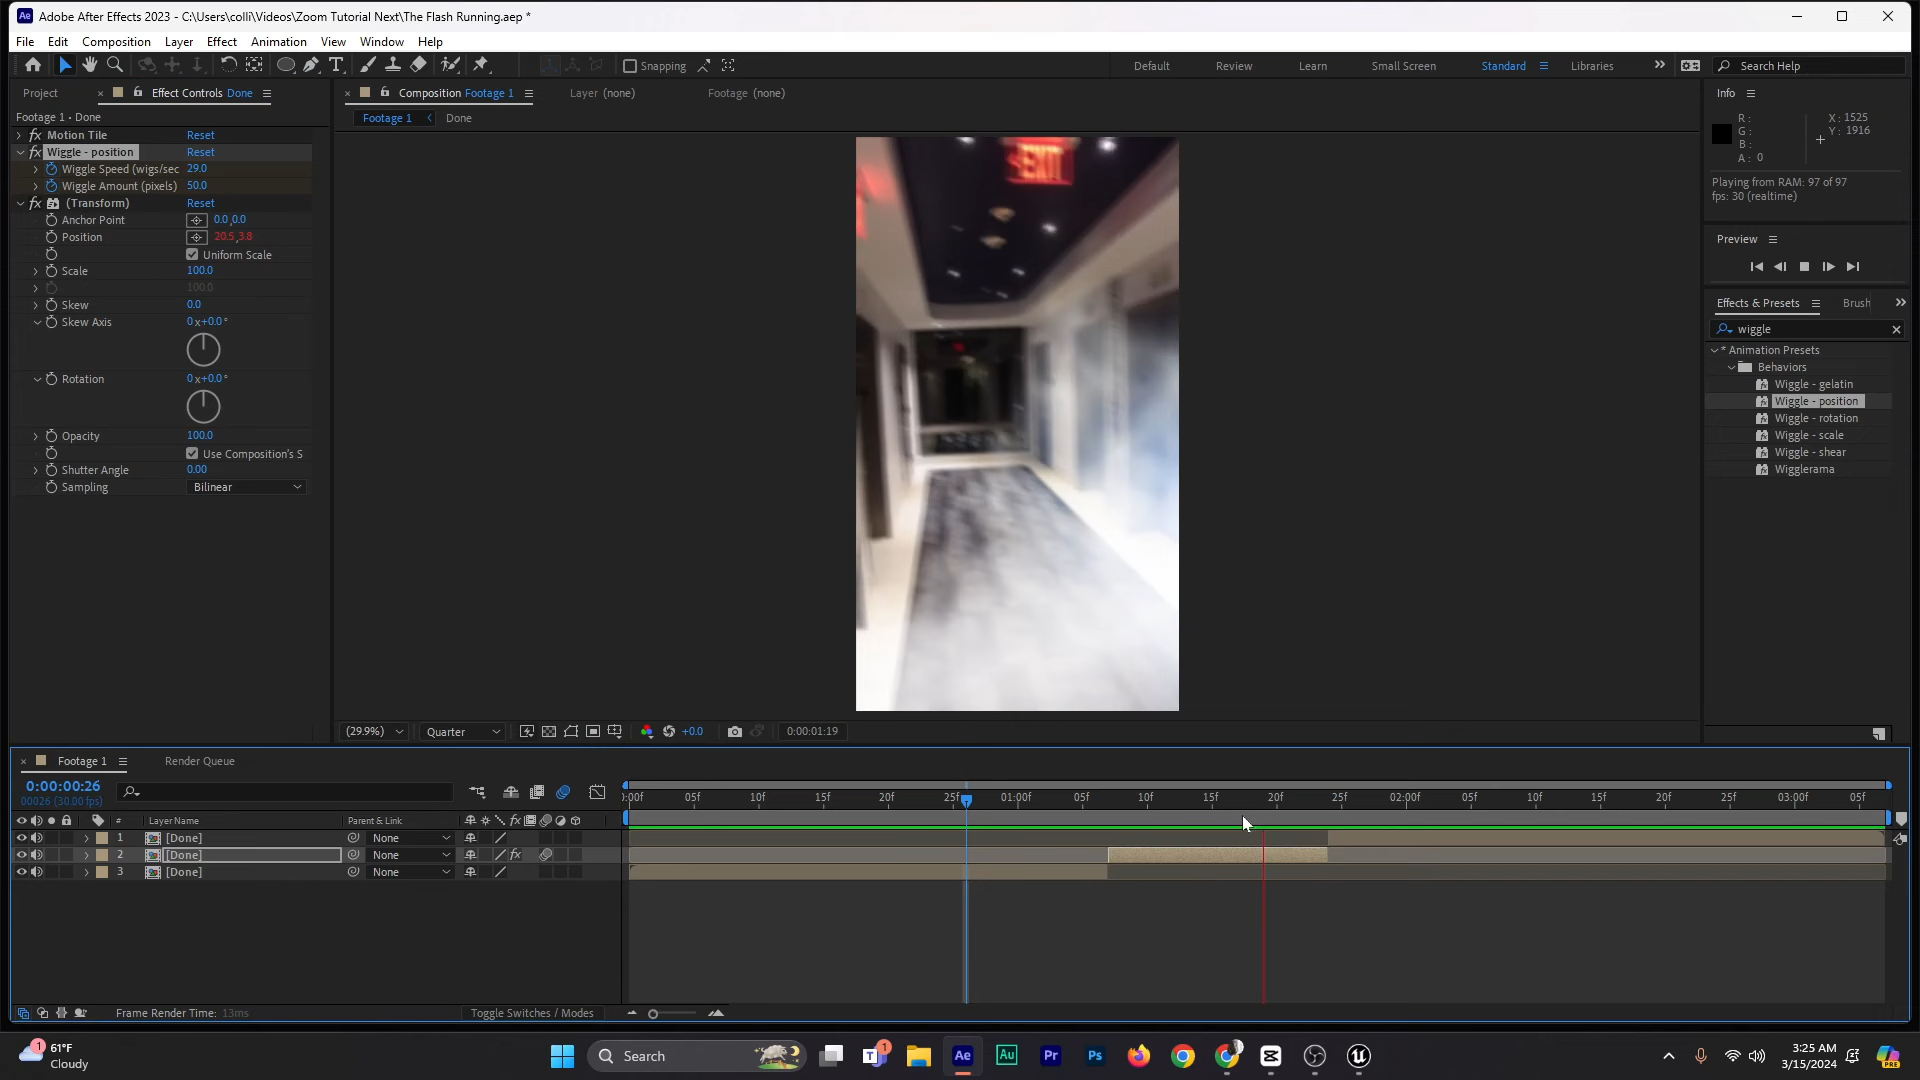 Adobe After Effects 2023 - C:\Users\colli\Videos\Zoom Tutorial Next\The Flash Running.aep *
File Edit Composition Layer Effect Animation View Window Help
Snapping
Default Review Learn Small Screen Standard Libraries Search Help
Project Effect Controls Done
Composition Footage 1 Layer (none) Footage (none)
Info
Footage 1 • Done
Footage 1 Done
Motion Tile Reset
Wiggle - position Reset
Wiggle Speed (wigs/sec 29.0
Wiggle Amount (pixels) 50.0
(Transform) Reset
Anchor Point 0.0,0.0
Position 20.5,3.8
Uniform Scale
Scale 100.0
100.0
Skew 0.0
Skew Axis 0x+0.0°
Rotation 0x+0.0°
Opacity 100.0
Use Composition's S
Shutter Angle 0.00
Sampling Bilinear
EXIT
R:
G:
B:
A: 0
X: 1525
Y: 1916
Playing from RAM: 97 of 97
fps: 30 (realtime)
Preview
Effects & Presets Brush
wiggle
* Animation Presets
Behaviors
Wiggle - gelatin
Wiggle - position
Wiggle - rotation
Wiggle - scale
Wiggle - shear
Wigglerama
(29.9%) Quarter +0.0 0:00:01:19
Footage 1 Render Queue
0:00:00:26
00026 (30.00 fps)
0:00f 05f 10f 15f 20f 25f 01:00f 05f 10f 15f 20f 25f 02:00f 05f 10f 15f 20f 25f 03:00f 05f
# Layer Name Parent & Link
1 [Done] None
2 [Done] None
3 [Done] None
Frame Render Time: 13ms Toggle Switches / Modes
1 61°F
Cloudy
Search
T 1 Ae Au Pr Ps
3:25 AM
3/15/2024
PRE